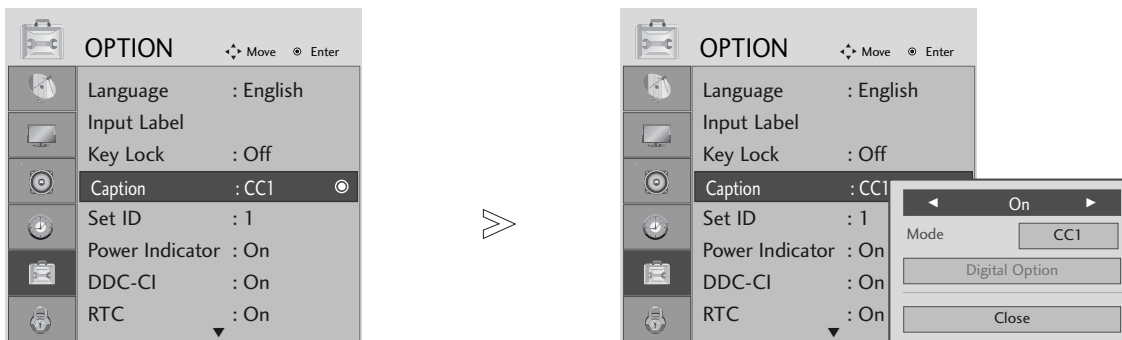 OPTION Move Enter
Language : English
Input Label
Key Lock : Off
Caption : CC1
Set ID : 1
Power Indicator : On
DDC-CI : On
RTC : On
OPTION Move Enter
Language : English
Input Label
Key Lock : Off
Caption : CC1
Set ID : 1
Power Indicator : On
DDC-CI : On
RTC : On
◄ On ►
Mode CC1
Digital Option
Close